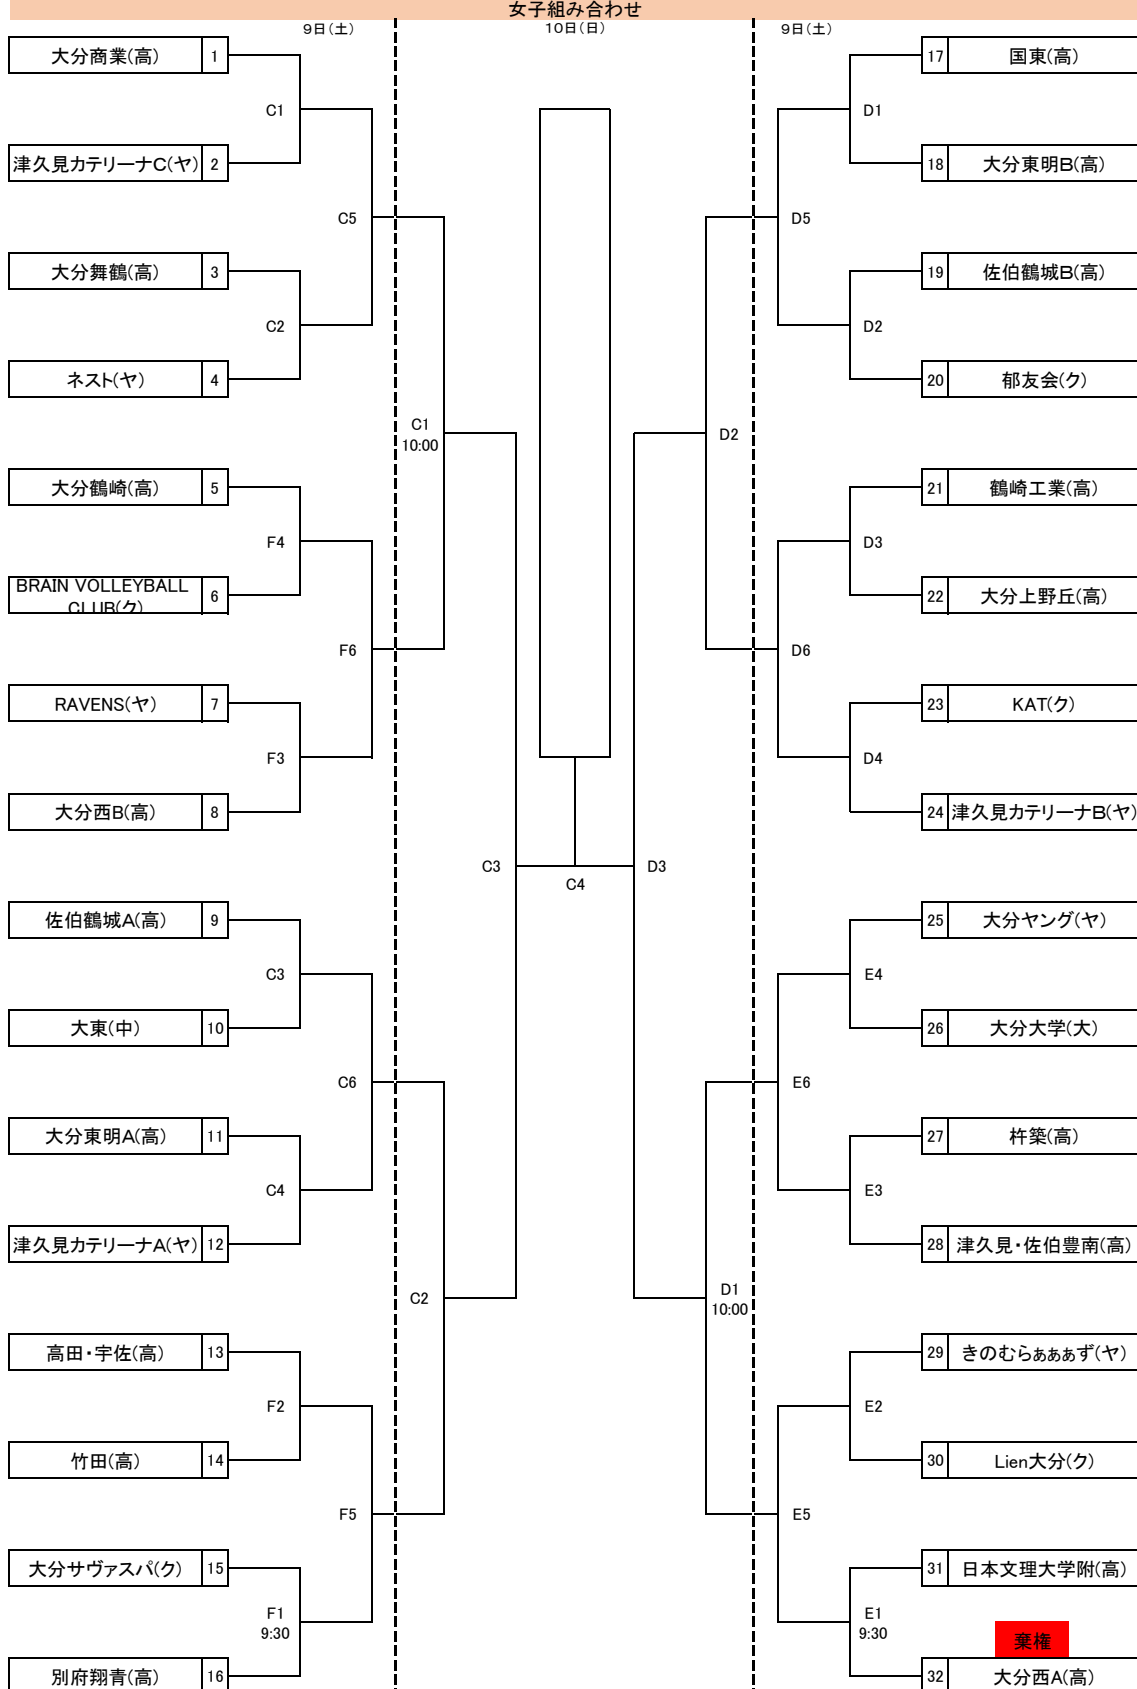 女子組み合わせ
9日(土)
10日(日)
9日(土)
大分商業(高) 1
C1
津久見カテリーナC(ヤ) 2
C5
大分舞鶴(高) 3
C2
ネスト(ヤ) 4
C1
10:00
大分鶴崎(高) 5
F4
BRAIN VOLLEYBALL
CLUB(ク) 6
F6
RAVENS(ヤ) 7
F3
大分西B(高) 8
C3
佐伯鶴城A(高) 9
C3
大東(中) 10
C6
大分東明A(高) 11
C4
津久見カテリーナA(ヤ) 12
C2
高田・宇佐(高) 13
F2
竹田(高) 14
F5
大分サヴァスパ(ク) 15
F1
9:30
別府翔青(高) 16
C4
17 国東(高)
D1
18 大分東明B(高)
D5
19 佐伯鶴城B(高)
D2
20 郁友会(ク)
D2
21 鶴崎工業(高)
D3
22 大分上野丘(高)
D6
23 KAT(ク)
D4
24 津久見カテリーナB(ヤ)
D3
25 大分ヤング(ヤ)
E4
26 大分大学(大)
E6
27 杵築(高)
E3
28 津久見・佐伯豊南(高)
D1
10:00
29 きのむらぁぁぁず(ヤ)
E2
30 Lien大分(ク)
E5
31 日本文理大学附(高)
E1
9:30
棄権
32 大分西A(高)